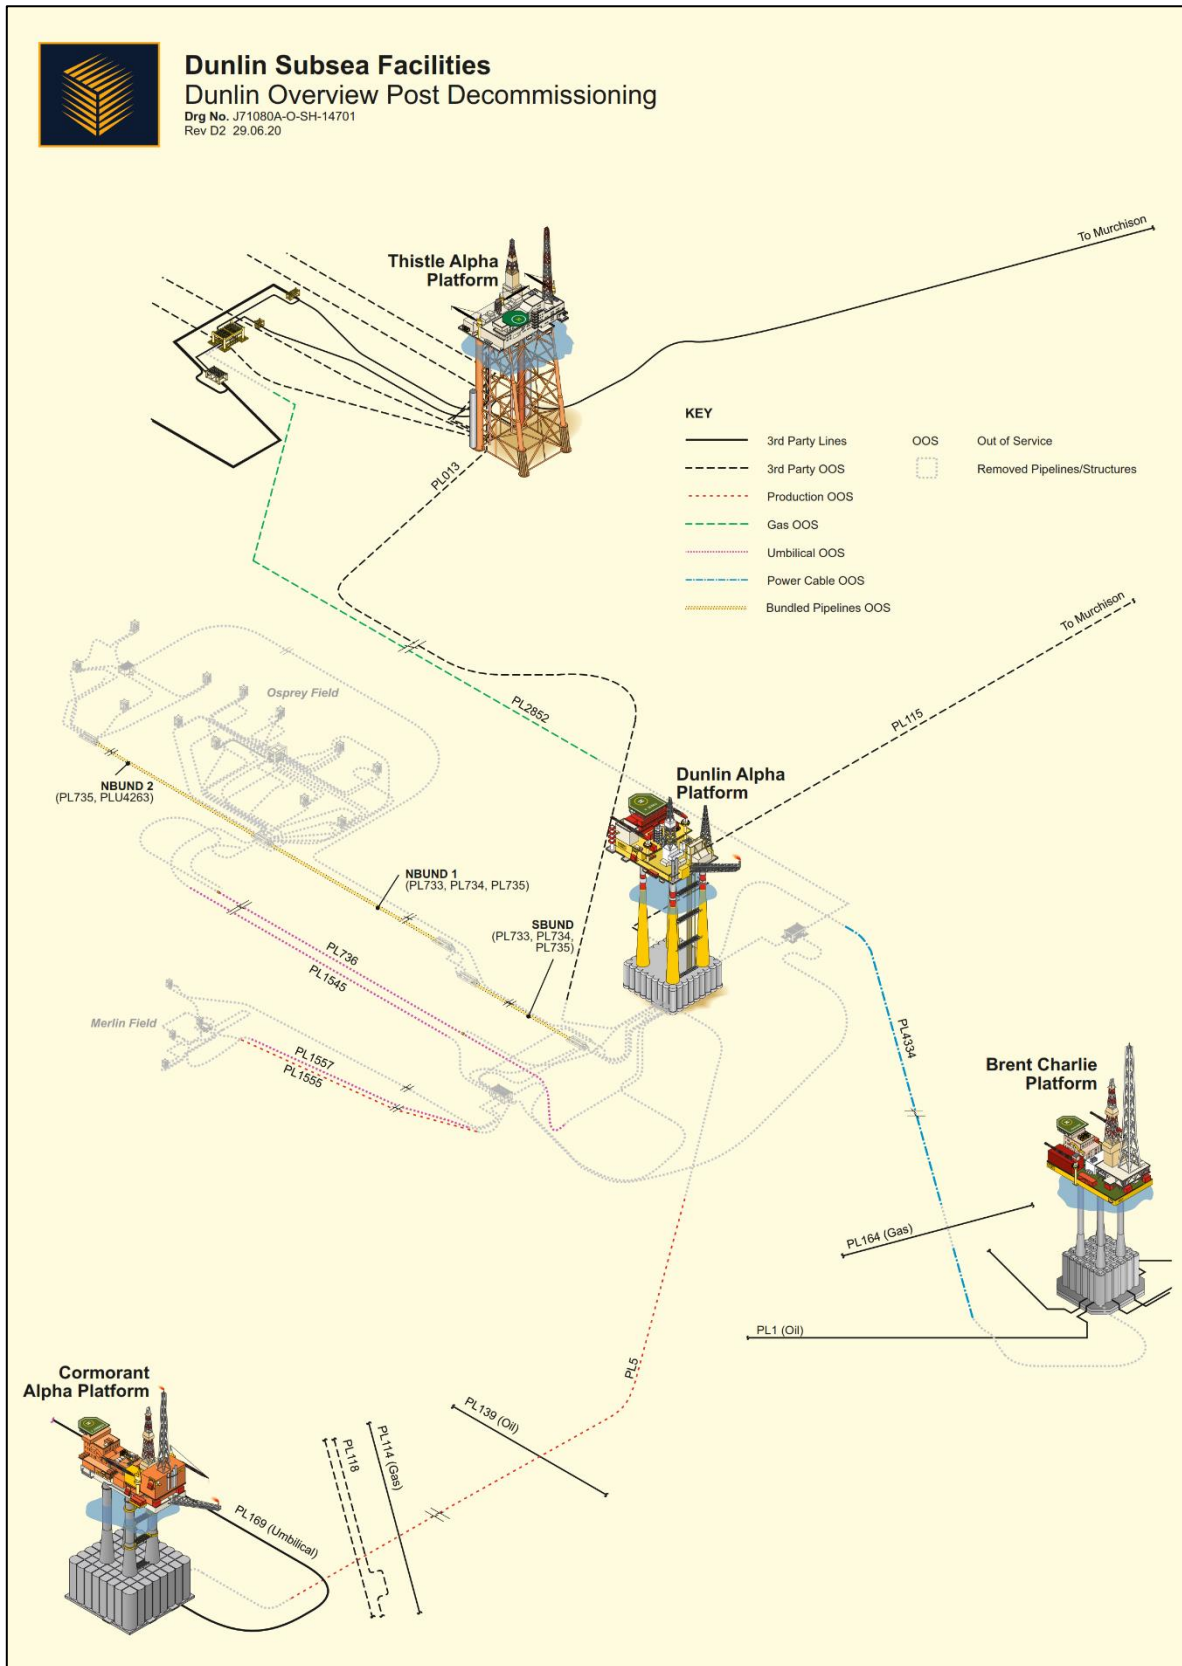 Dunlin Subsea Facilities
Dunlin Overview Post Decommissioning
Drg No. J71080A-O-SH-14701
Rev D2 29.06.20
To Murchison
Thistle Alpha
Platform
KEY
3rd Party Lines
OOS
Out of Service
3rd Party OOS
Removed Pipelines/Structures
Production OOS
Gas OOS
Umbilical OOS
Power Cable OOS
Bundled Pipelines OOS
PL013
To Murchison
Osprey Field
PL2852
PL115
Dunlin Alpha
Platform
NBUND 2
(PL735, PLU4263)
NBUND 1
(PL733, PL734, PL735)
SBUND
(PL733, PL734,
PL735)
PL736
PL1545
Merlin Field
PL1557
PL1555
PL4334
Brent Charlie
Platform
PL164 (Gas)
PL1 (Oil)
PL5
Cormorant
Alpha Platform
PL139 (Oil)
PL114 (Gas)
PL118
PL169 (Umbilical)